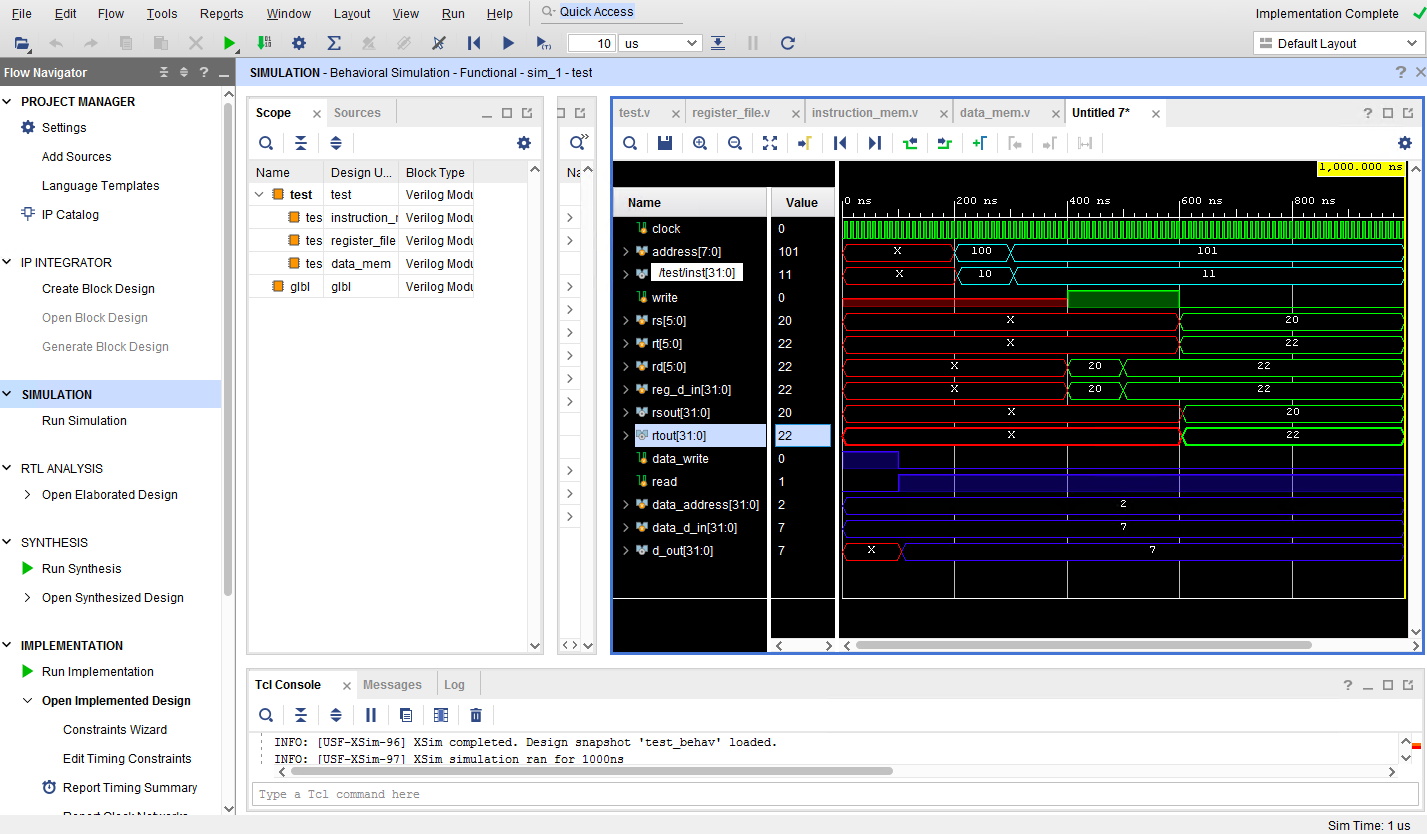 File Edit Flow Tools Reports Window Layout View Run Help Quick Access Implementation Complete
10 us Default Layout
Flow Navigator
SIMULATION - Behavioral Simulation - Functional - sim_1 - test
PROJECT MANAGER
Settings
Add Sources
Language Templates
IP Catalog
IP INTEGRATOR
Create Block Design
Open Block Design
Generate Block Design
SIMULATION
Run Simulation
RTL ANALYSIS
Open Elaborated Design
SYNTHESIS
Run Synthesis
Open Synthesized Design
IMPLEMENTATION
Run Implementation
Open Implemented Design
Constraints Wizard
Edit Timing Constraints
Report Timing Summary
Report Clock Networks
Scope Sources
Name Design U... Block Type
test test Verilog Modu
tes instruction_r Verilog Modu
tes register_file Verilog Modu
tes data_mem Verilog Modu
glbl glbl Verilog Modu
Na
test.v register_file.v instruction_mem.v data_mem.v Untitled 7*
1,000.000 ns
Name Value 0 ns 200 ns 400 ns 600 ns 800 ns
clock 0
address[7:0] 101 X 100 101
/test/inst[31:0] 11 X 10 11
write 0
rs[5:0] 20 X 20
rt[5:0] 22 X 22
rd[5:0] 22 X 20 22
reg_d_in[31:0] 22 X 20 22
rsout[31:0] 20 X 20
rtout[31:0] 22 X 22
data_write 0
read 1
data_address[31:0] 2 2
data_d_in[31:0] 7 7
d_out[31:0] 7 X 7
Tcl Console Messages Log
INFO: [USF-XSim-96] XSim completed. Design snapshot 'test_behav' loaded.
INFO: [USF-XSim-97] XSim simulation ran for 1000ns
Type a Tcl command here
Sim Time: 1 us